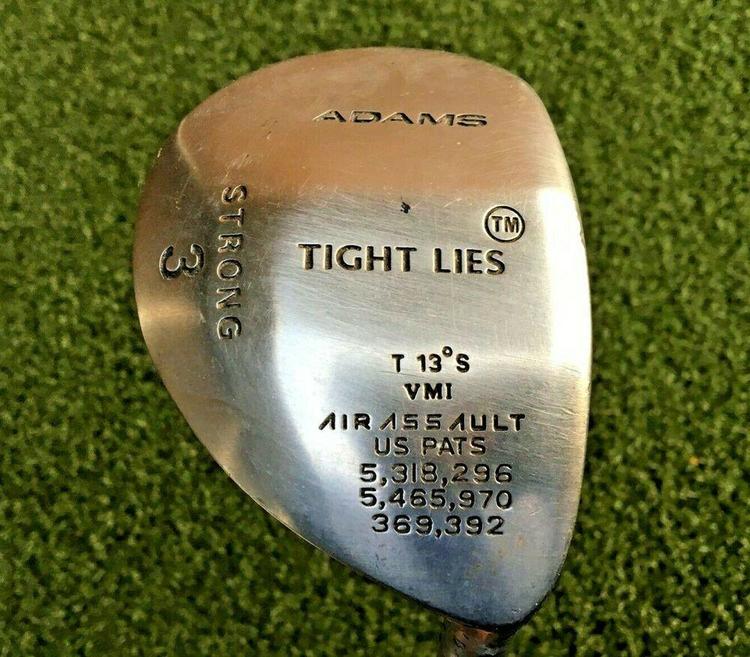 ADAMS
STRONG
3
TM
TIGHT LIES
T 13°S
VMI
AIR ASSAULT
US PATS
5,318,296
5,465,970
369,392